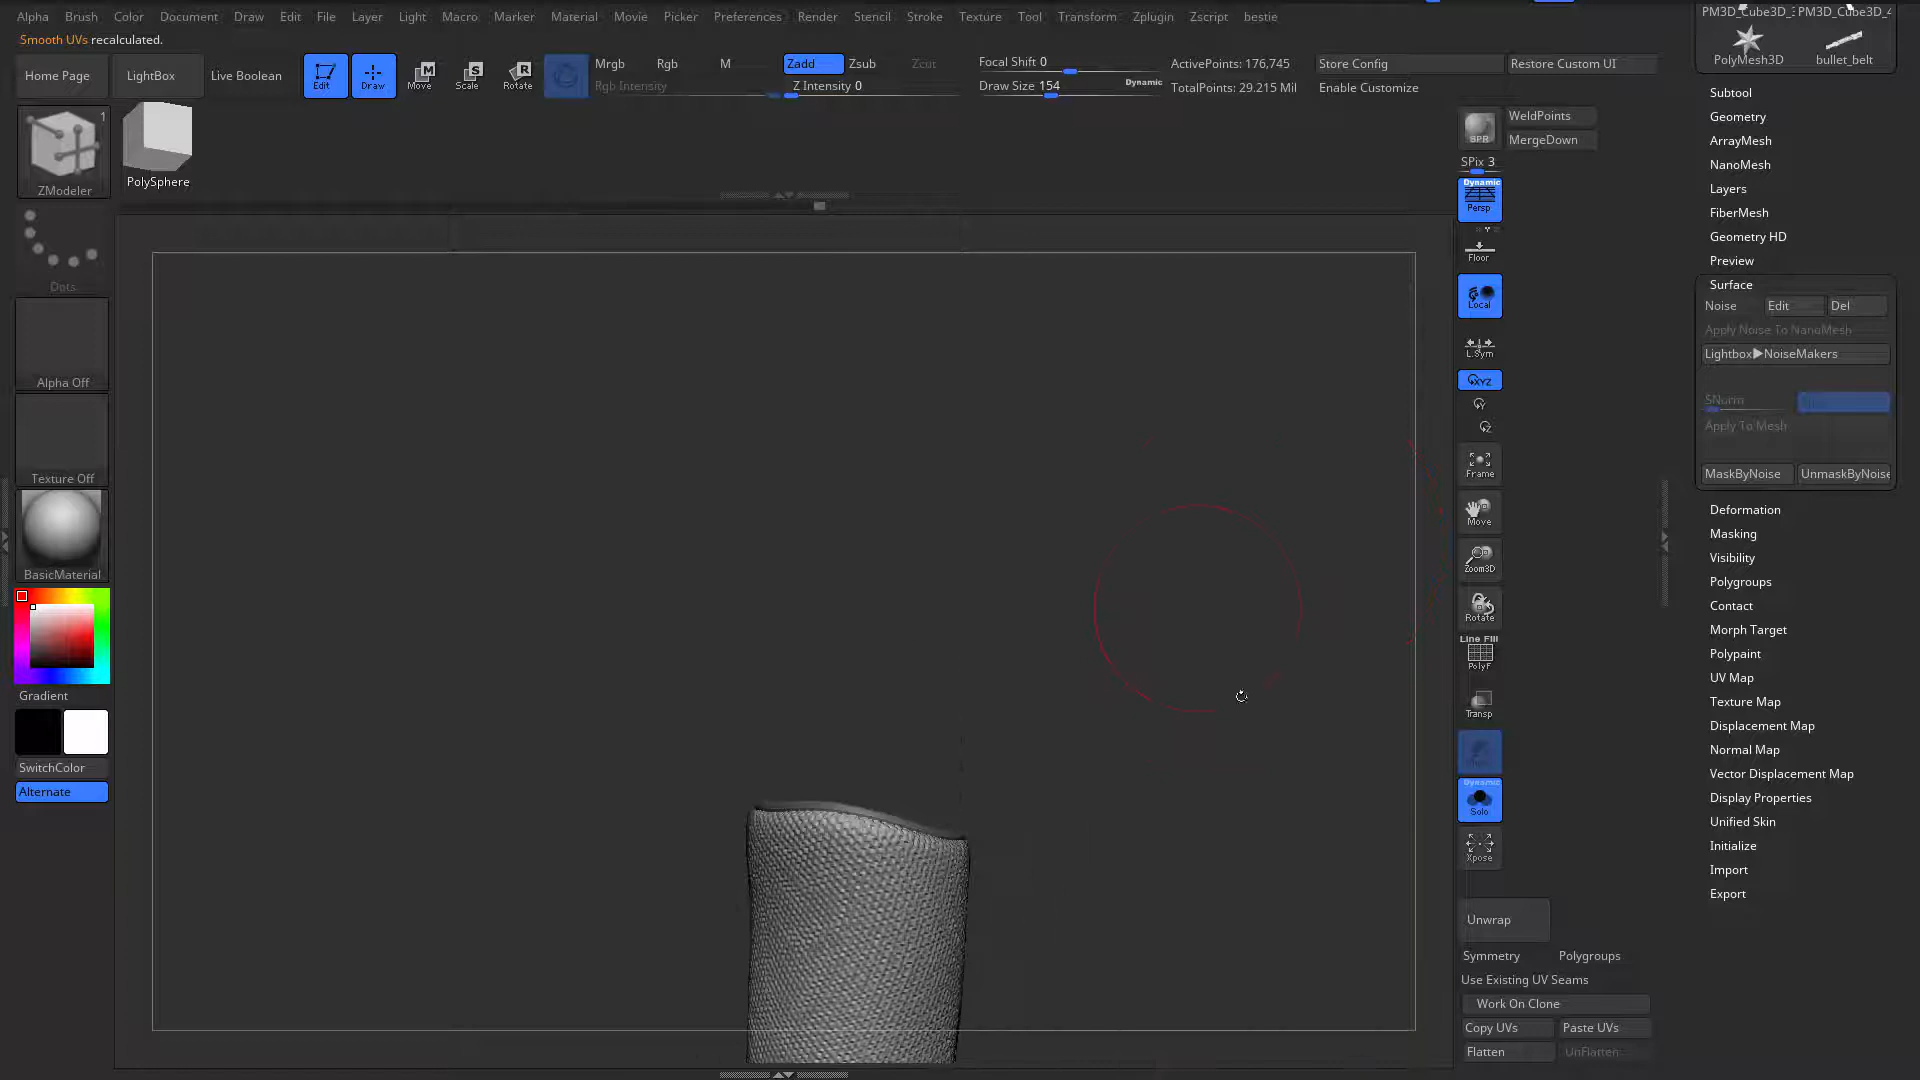 Alpha Brush Color Document Draw Edit File Layer Light Macro Marker Material Movie Picker Preferences Render Stencil Stroke Texture Tool Transform Zplugin Zscript bestie
Smooth UVs recalculated.
Home Page LightBox Live Boolean Edit Draw Move Scale Rotate
Mrgb Rgb M Zadd Zsub Zcut
Rgb Intensity Z Intensity 0
Focal Shift 0
Draw Size 154 Dynamic
ActivePoints: 176,745
TotalPoints: 29.215 Mil
Store Config Restore Custom UI
Enable Customize
1
ZModeler
PolySphere
Dots
Alpha Off
Texture Off
BasicMaterial
Gradient
SwitchColor
Alternate
BPR
WeldPoints
MergeDown
SPix 3
Dynamic
Persp
Floor
Local
L.Sym
XYZ
Frame
Move
Zoom3D
Rotate
Line Fill
PolyF
Transp
Dynamic
Solo
Xpose
Unwrap
Symmetry Polygroups
Use Existing UV Seams
Work On Clone
Copy UVs Paste UVs
Flatten UnFlatten
PM3D_Cube3D_ PM3D_Cube3D_4
PolyMesh3D bullet_belt
Subtool
Geometry
ArrayMesh
NanoMesh
Layers
FiberMesh
Geometry HD
Preview
Surface
Noise Edit Del
Apply Noise To NanoMesh
Lightbox▶NoiseMakers
SNorm
Apply To Mesh
MaskByNoise UnmaskByNoise
Deformation
Masking
Visibility
Polygroups
Contact
Morph Target
Polypaint
UV Map
Texture Map
Displacement Map
Normal Map
Vector Displacement Map
Display Properties
Unified Skin
Initialize
Import
Export